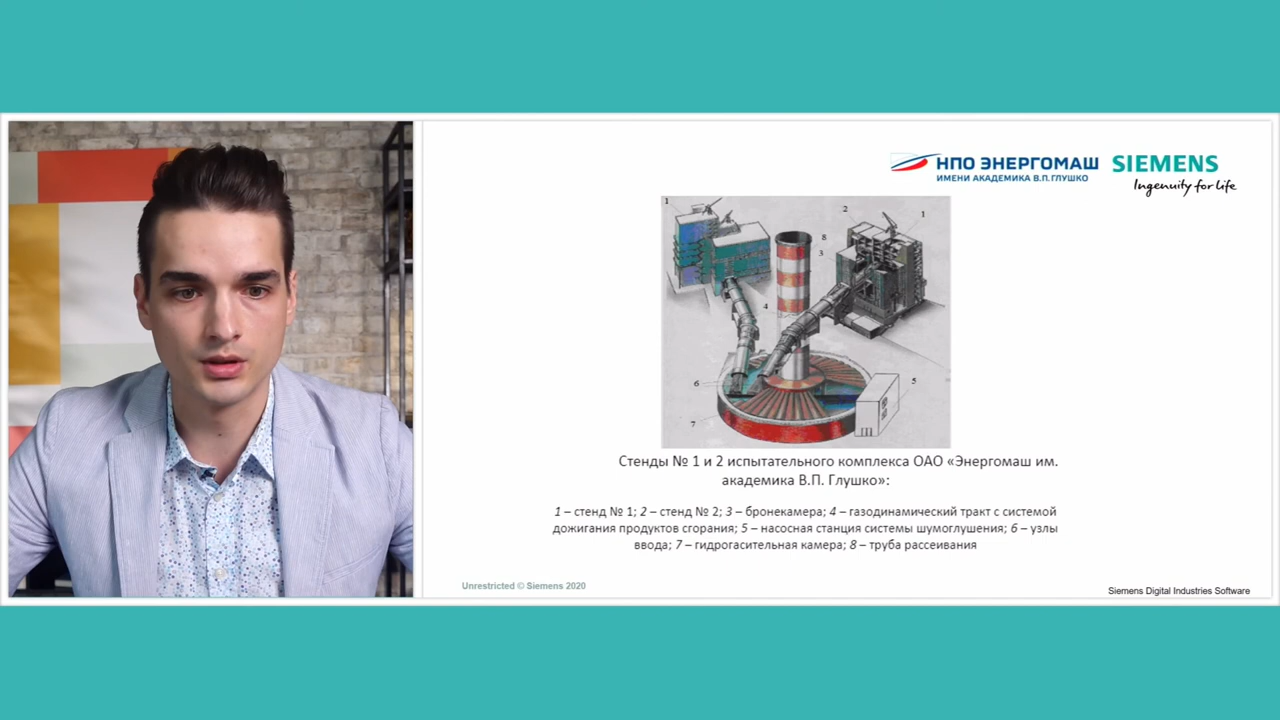 НПО ЭНЕРГОМАШ
ИМЕНИ АКАДЕМИКА В.П.ГЛУШКО
SIEMENS
Ingenuity for life
1
2
1
8
3
4
6
5
7
Стенды № 1 и 2 испытательного комплекса ОАО «Энергомаш им.
академика В.П. Глушко»:
1 – стенд № 1; 2 – стенд № 2; 3 – бронекамера; 4 – газодинамический тракт с системой
дожигания продуктов сгорания; 5 – насосная станция системы шумоглушения; 6 – узлы
ввода; 7 – гидрогасительная камера; 8 – труба рассеивания
Unrestricted © Siemens 2020
Siemens Digital Industries Software